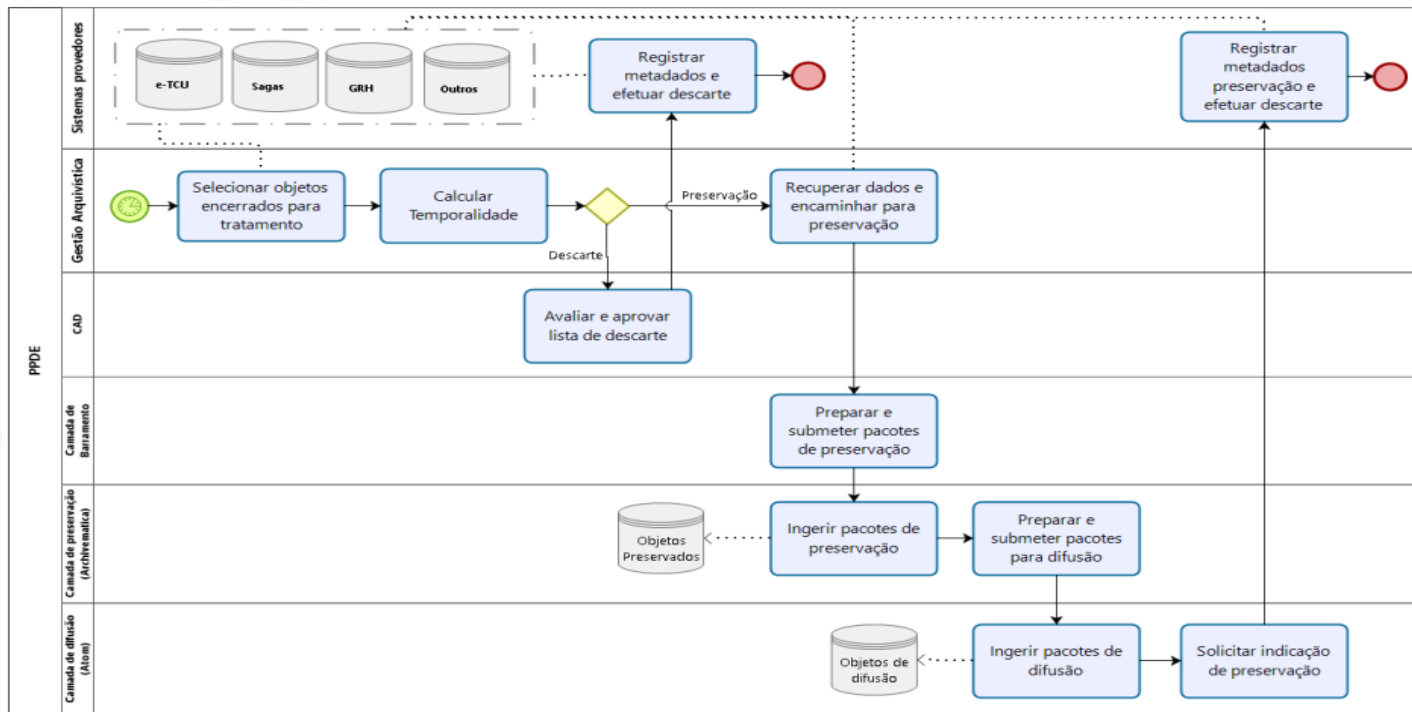 PPDE
Sistemas provedores
e-TCU
Sagas
GRH
Outros
Registrar
metadados e
efetuar descarte
Registrar
metadados
preservação e
efetuar descarte
Gestão Arquivística
Selecionar objetos
encerrados para
tratamento
Calcular
Temporalidade
Preservação
Descarte
Recuperar dados e
encaminhar para
preservação
CAD
Avaliar e aprovar
lista de descarte
Camada de
Barramento
Preparar e
submeter pacotes
de preservação
Camada de preservação
(Archivematica)
Objetos
Preservados
Ingerir pacotes de
preservação
Preparar e
submeter pacotes
para difusão
Camada de difusão
(Atom)
Objetos de
difusão
Ingerir pacotes de
difusão
Solicitar indicação
de preservação